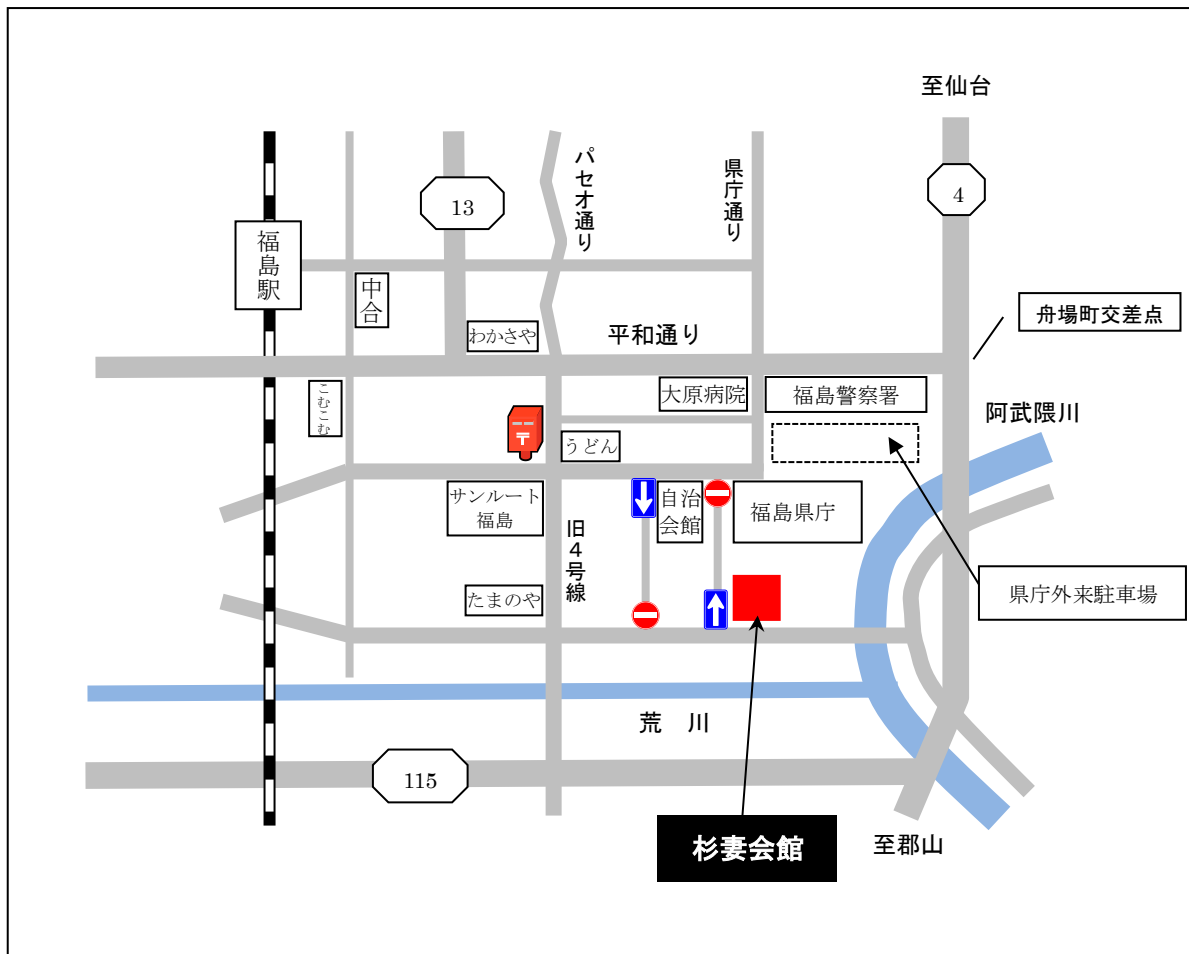 至仙台
パセオ通り
県庁通り
13
4
福島駅
中合
わかさや
平和通り
舟場町交差点
こむこむ
大原病院
福島警察署
阿武隈川
〒
うどん
サンルート
福島
自治
会館
福島県庁
旧４号線
県庁外来駐車場
たまのや
荒　川
115
杉妻会館
至郡山